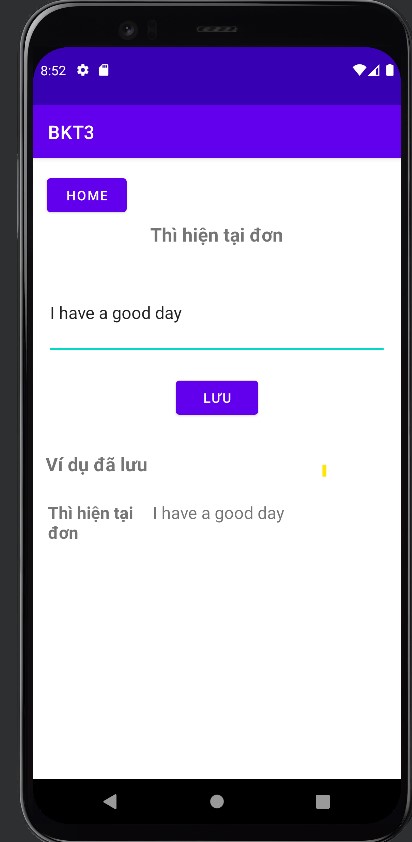 8:52
BKT3
HOME
Thì hiện tại đơn
I have a good day
LƯU
Ví dụ đã lưu
Thì hiện tại I have a good day
đơn